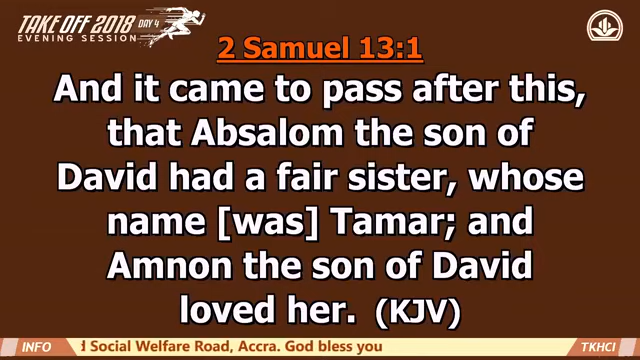 TAKE OFF 2018 DAY 4
EVENING SESSION
2 Samuel 13:1
And it came to pass after this,
that Absalom the son of
David had a fair sister, whose
name [was] Tamar; and
Amnon the son of David
loved her. (KJV)
INFO Social Welfare Road, Accra. God bless you TKHCI